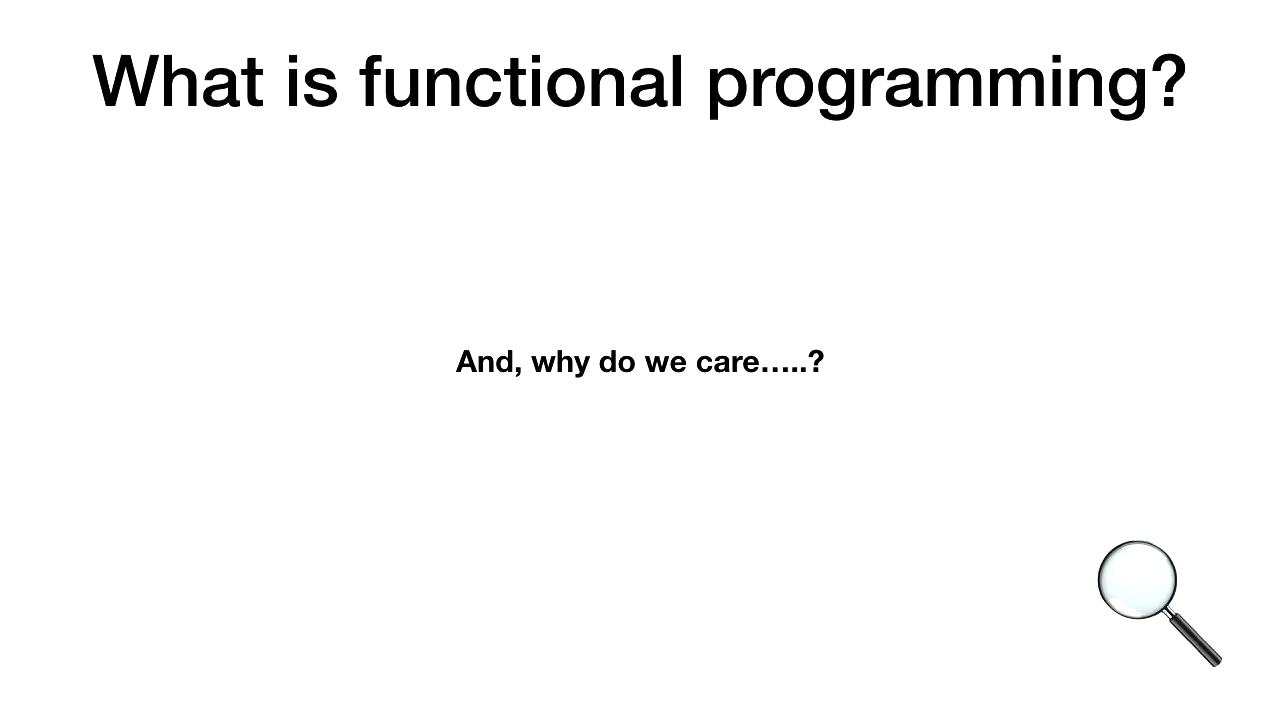 What is functional programming?
And, why do we care…..?